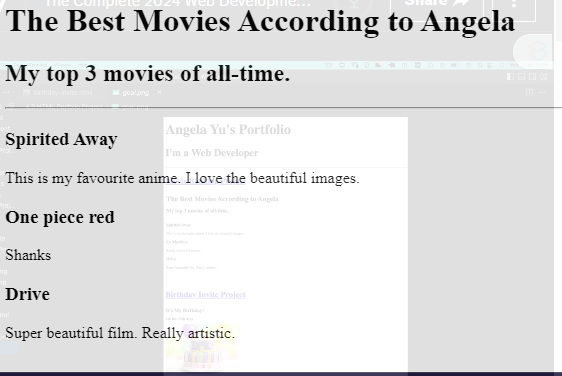 The Complete 2024 Web Developme...
Share
The Best Movies According to Angela
My top 3 movies of all-time.
Spirited Away
This is my favourite anime. I love the beautiful images.
One piece red
Shanks
Drive
Super beautiful film. Really artistic.
Angela Yu's Portfolio
I'm a Web Developer
The Best Movies According to Angela
My top 3 movies of all-time.
Birthday Invite Project
It's My Birthday!